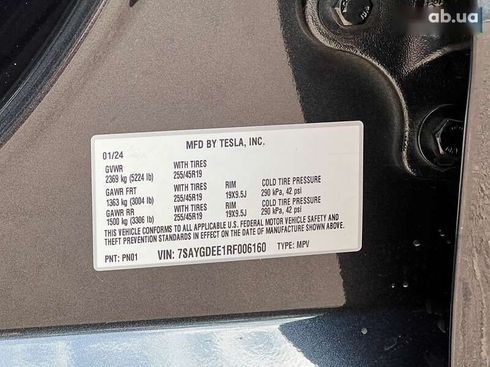 ab.ua
MFD BY TESLA, INC.
01/24
GVWR WITH TIRES
2369 kg (5224 lb) 255/45R19
GAWR FRT WITH TIRES RIM COLD TIRE PRESSURE
1363 kg (3004 lb) 255/45R19 19X9.5J 290 kPa, 42 psi
GAWR RR WITH TIRES RIM COLD TIRE PRESSURE
1500 kg (3306 lb) 255/45R19 19X9.5J 290 kPa, 42 psi
THIS VEHICLE CONFORMS TO ALL APPLICABLE U.S. FEDERAL MOTOR VEHICLE SAFETY AND
THEFT PREVENTION STANDARDS IN EFFECT ON THE DATE OF MANUFACTURE SHOWN ABOVE.
PNT: PN01 VIN: 7SAYGDEE1RF006160 TYPE: MPV